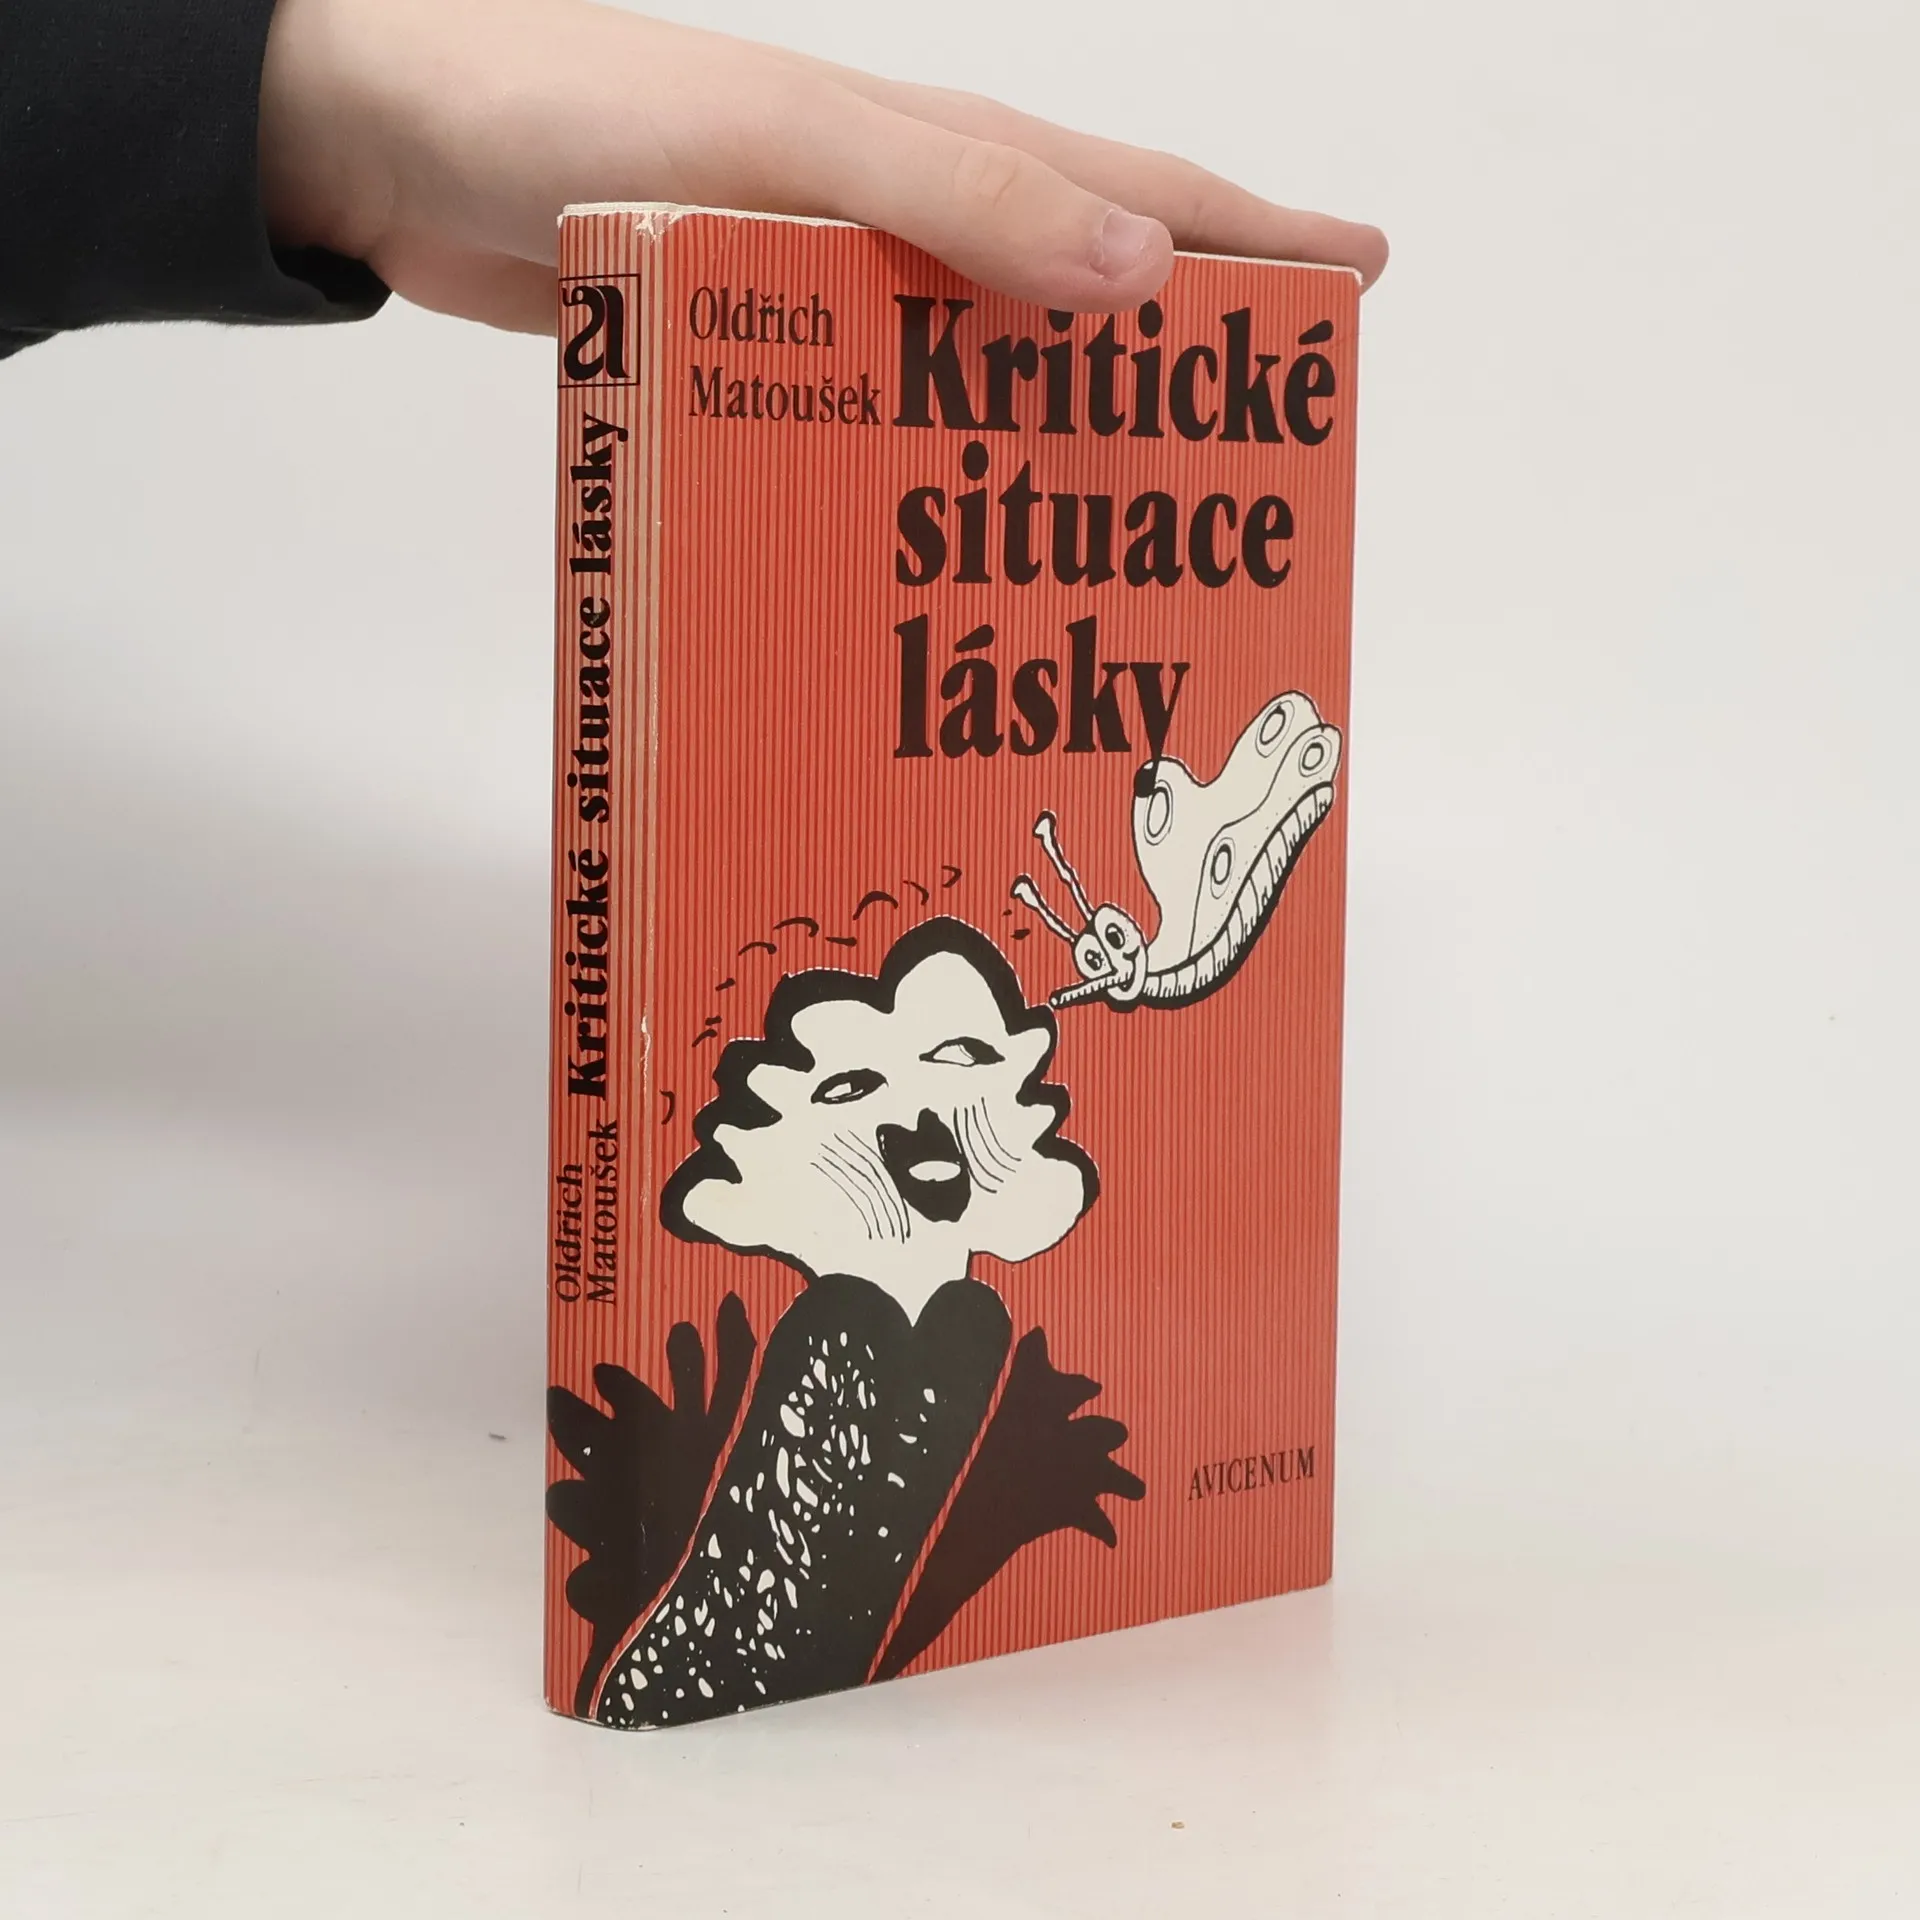 Oldřich
Matoušek
Kritické
situace
lásky
AVICENUM
a
Oldřich
Matoušek
Kritické situace lásky